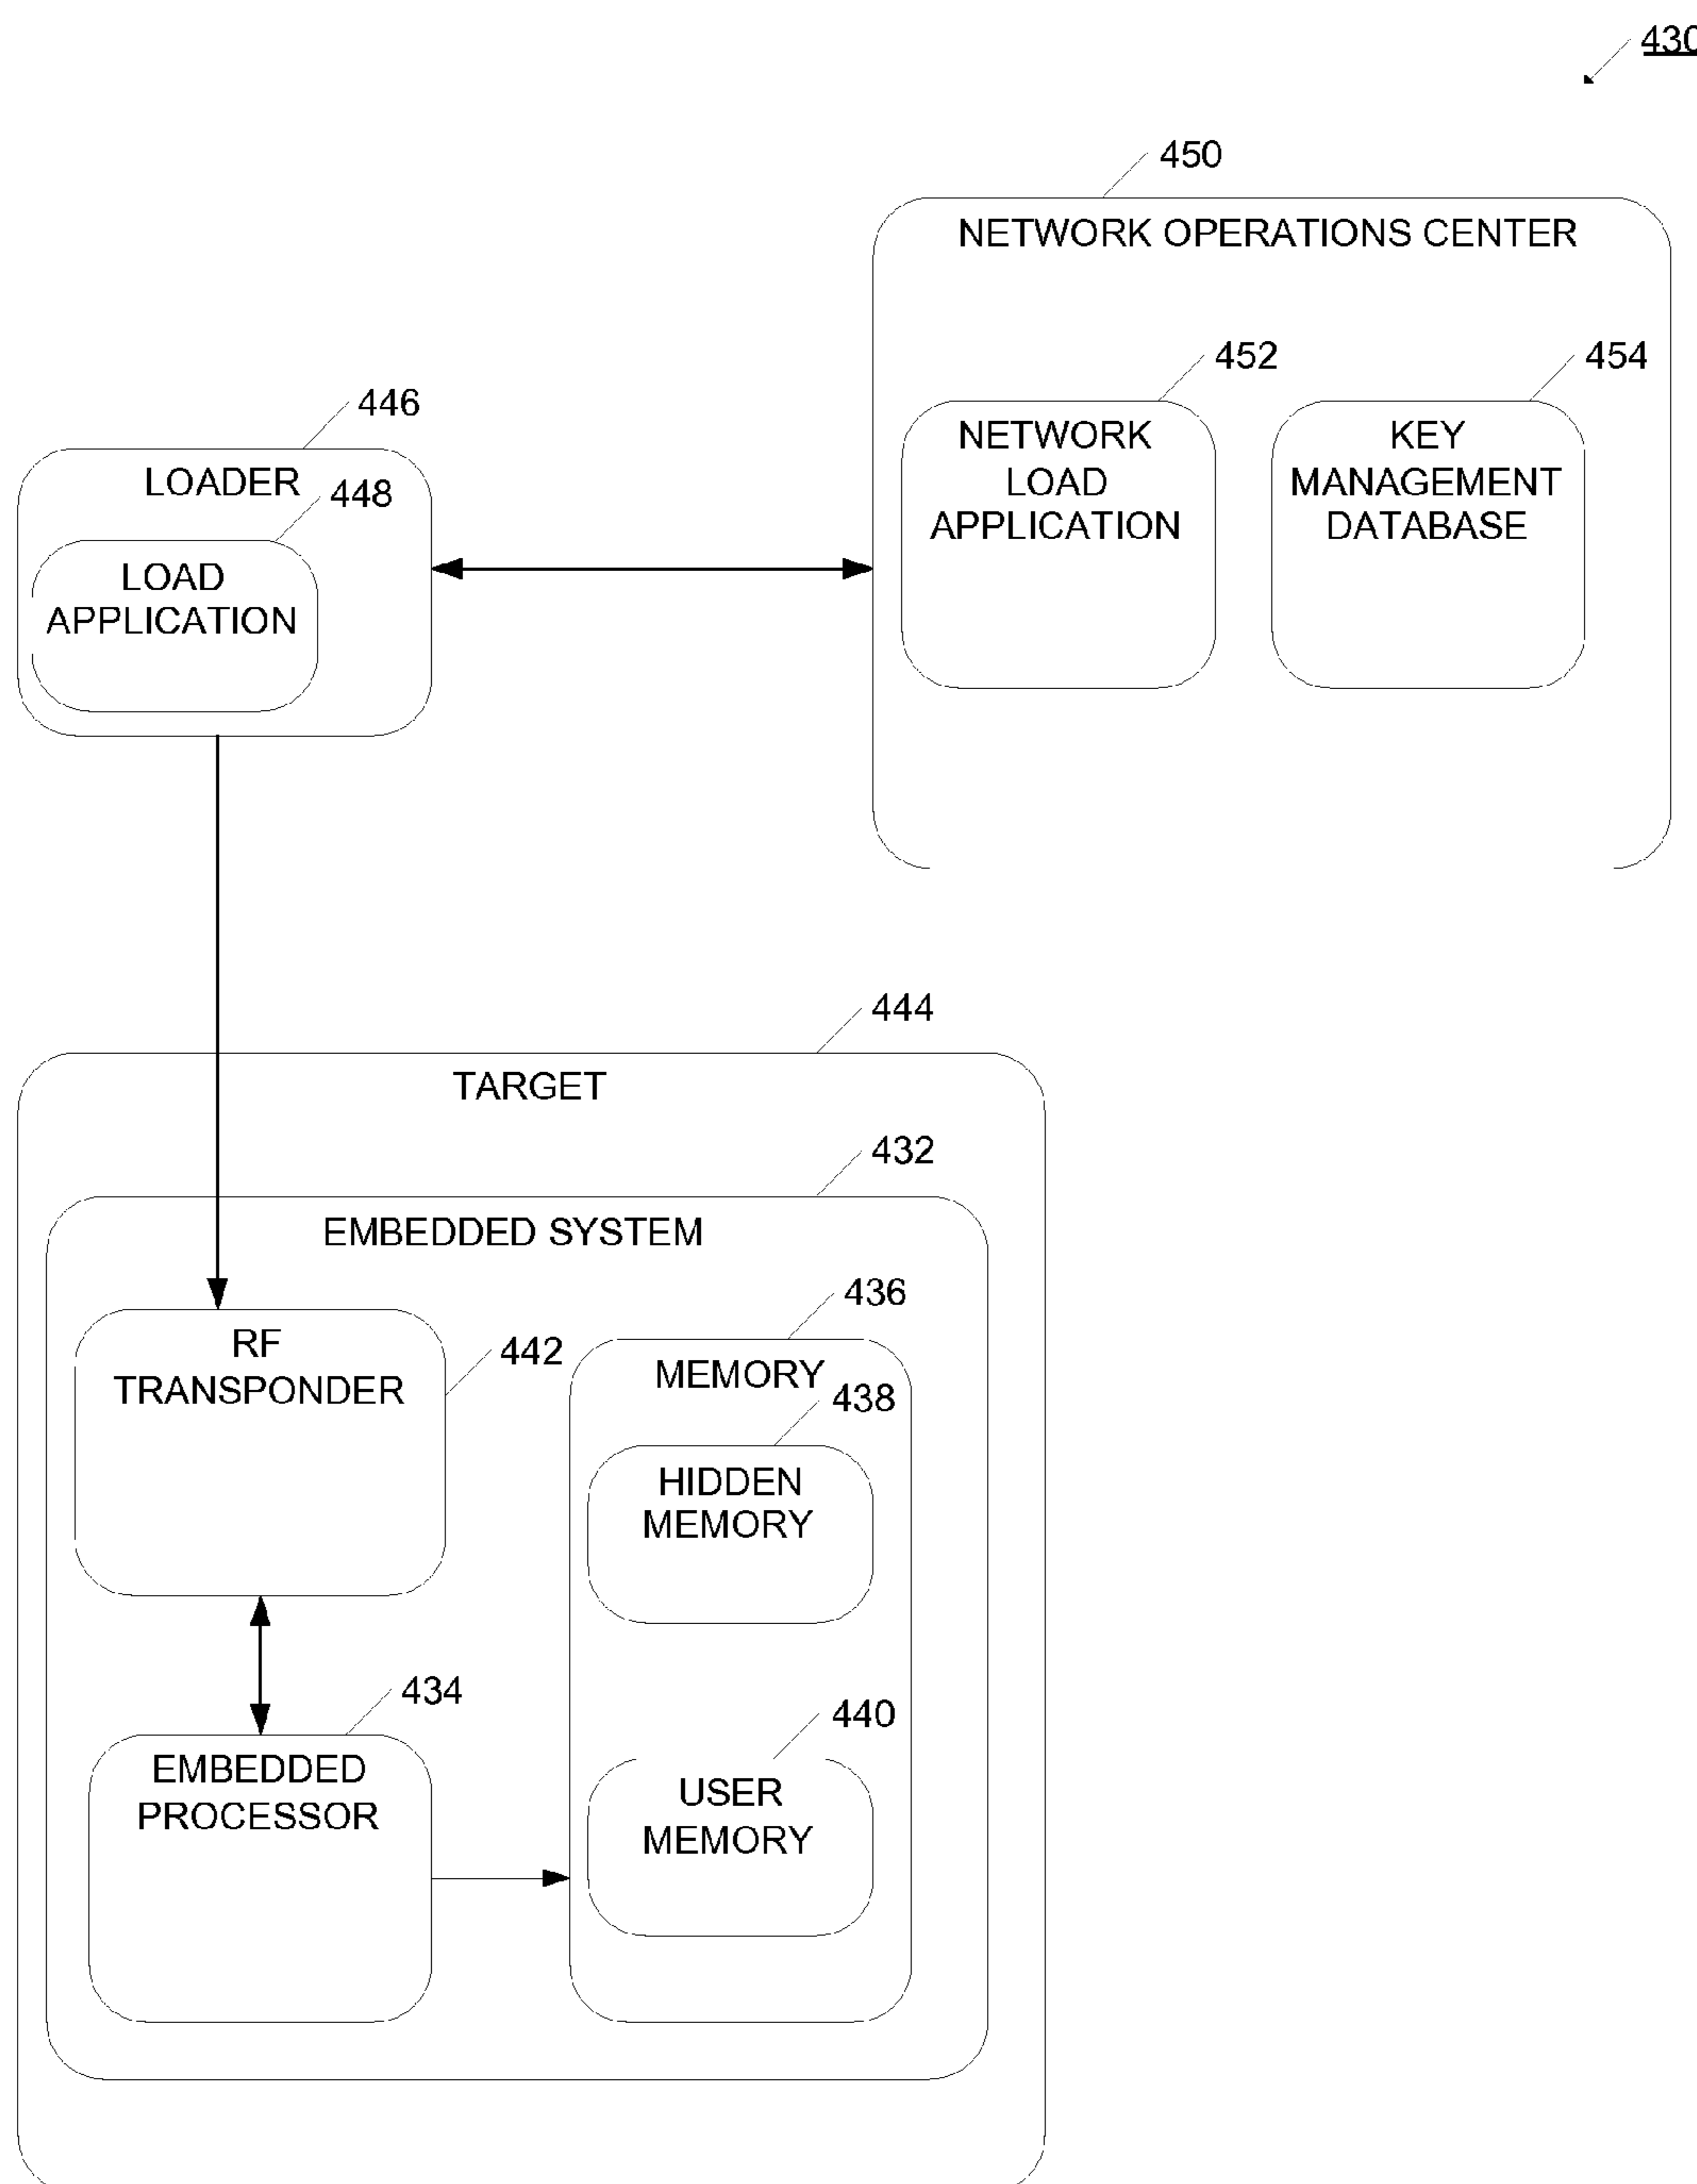 430
450
NETWORK OPERATIONS CENTER
452
454
NETWORK
LOAD
APPLICATION
KEY
MANAGEMENT
DATABASE
446
LOADER
448
LOAD
APPLICATION
444
TARGET
432
EMBEDDED SYSTEM
RF
TRANSPONDER
442
436
MEMORY
438
HIDDEN
MEMORY
434
EMBEDDED
PROCESSOR
440
USER
MEMORY